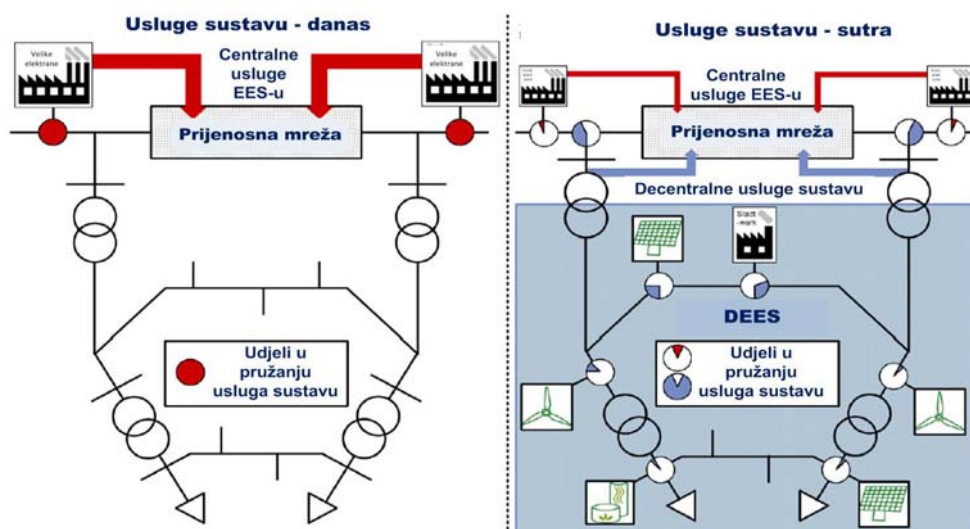 Usluge sustavu - danas
Velike
elektrane
Centralne
usluge
EES-u
Velike
elektrane
Prijenosna mreža
Udjeli u
pružanju
usluga sustavu
Usluge sustavu - sutra
Centralne
usluge EES-u
Prijenosna mreža
Decentralne usluge sustavu
Stadt
-werk
DEES
Udjeli u
pružanju
usluga sustavu